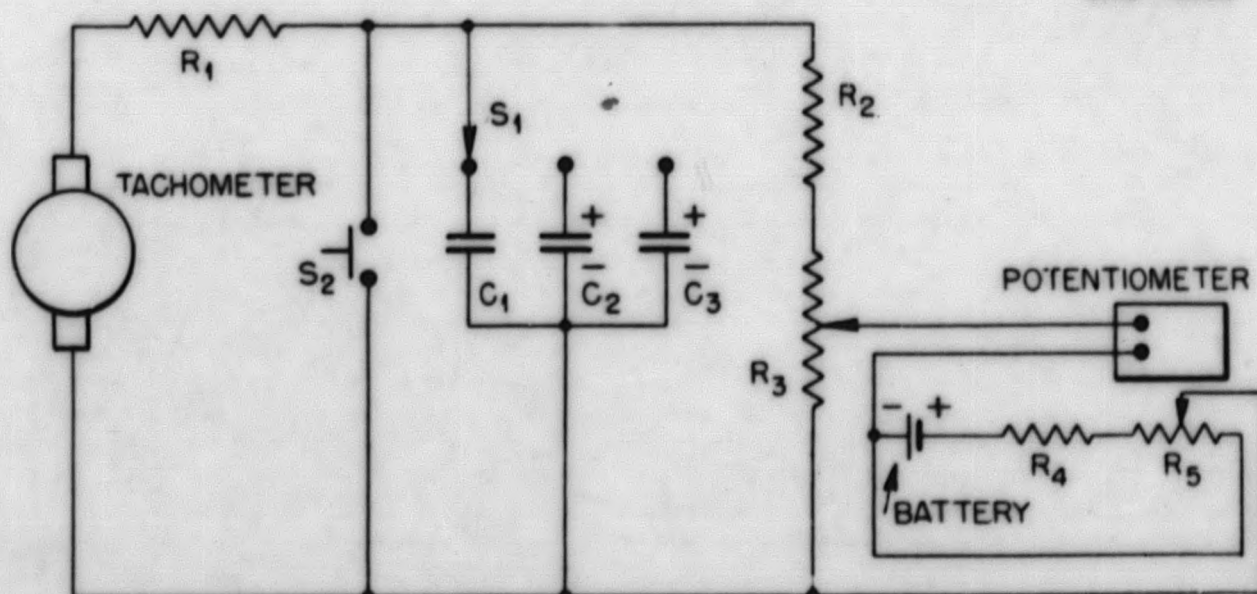 R1
R2
S1
TACHOMETER
S2
+
+
−
−
C1
C2
C3
POTENTIOMETER
R3
− +
R4
R5
BATTERY